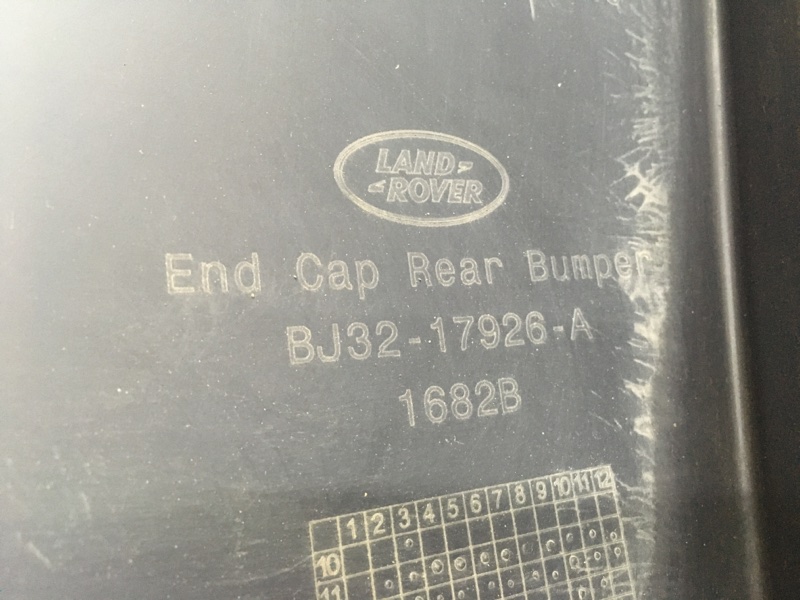 LAND-
-ROVER
End Cap Rear Bumper
BJ32-17926-A
1682B
1 2 3 4 5 6 7 8 9 10 11 12
10
11